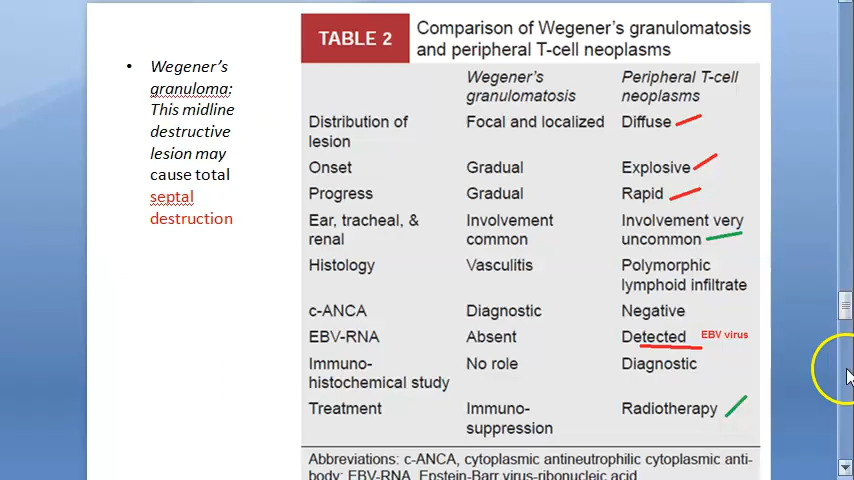 • Wegener's
granuloma:
This midline
destructive
lesion may
cause total
septal
destruction
TABLE 2
Comparison of Wegener's granulomatosis
and peripheral T-cell neoplasms
Wegener's granulomatosis
Peripheral T-cell neoplasms
Distribution of lesion
Focal and localized
Diffuse
Onset
Gradual
Explosive
Progress
Gradual
Rapid
Ear, tracheal, & renal
Involvement common
Involvement very uncommon
Histology
Vasculitis
Polymorphic lymphoid infiltrate
c-ANCA
Diagnostic
Negative
EBV-RNA
Absent
Detected
EBV virus
Immuno-histochemical study
No role
Diagnostic
Treatment
Immuno-suppression
Radiotherapy
Abbreviations: c-ANCA, cytoplasmic antineutrophilic cytoplasmic anti-
body; EBV-RNA, Epstein-Barr virus-ribonucleic acid